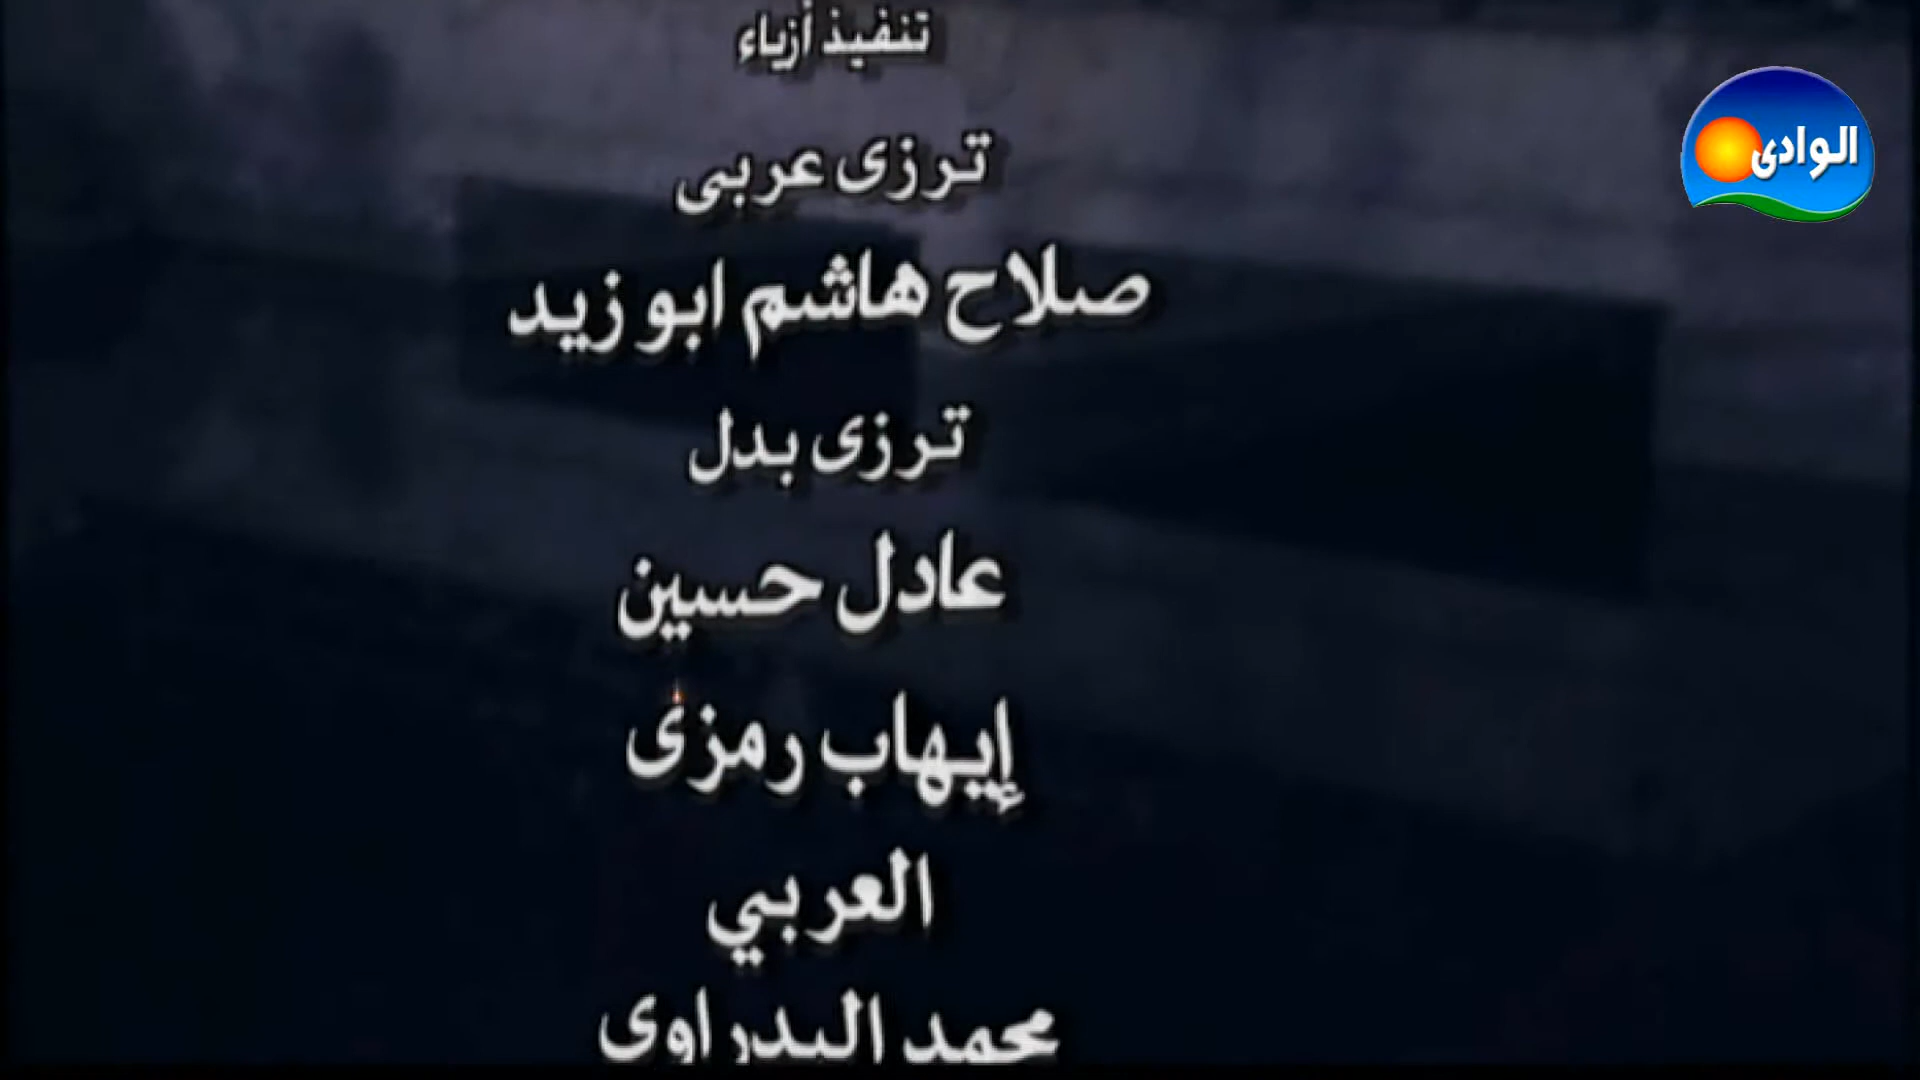 تنفيذ أزياء
الوادى
ترزى عربى
صلاح هاشم ابو زيد
ترزى بدل
عادل حسين
إيهاب رمزى
العربي
محمد البدراوى